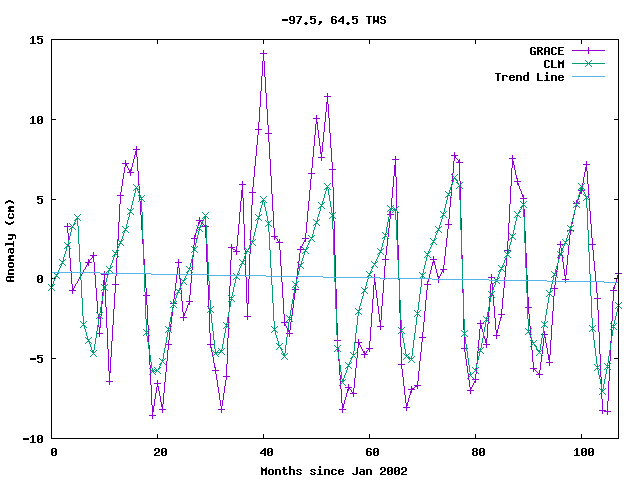 -97.5, 64.5 TWS
GRACE
CLM
Trend Line
15
10
5
0
-5
-10
Anomaly (cm)
0 20 40 60 80 100
Months since Jan 2002